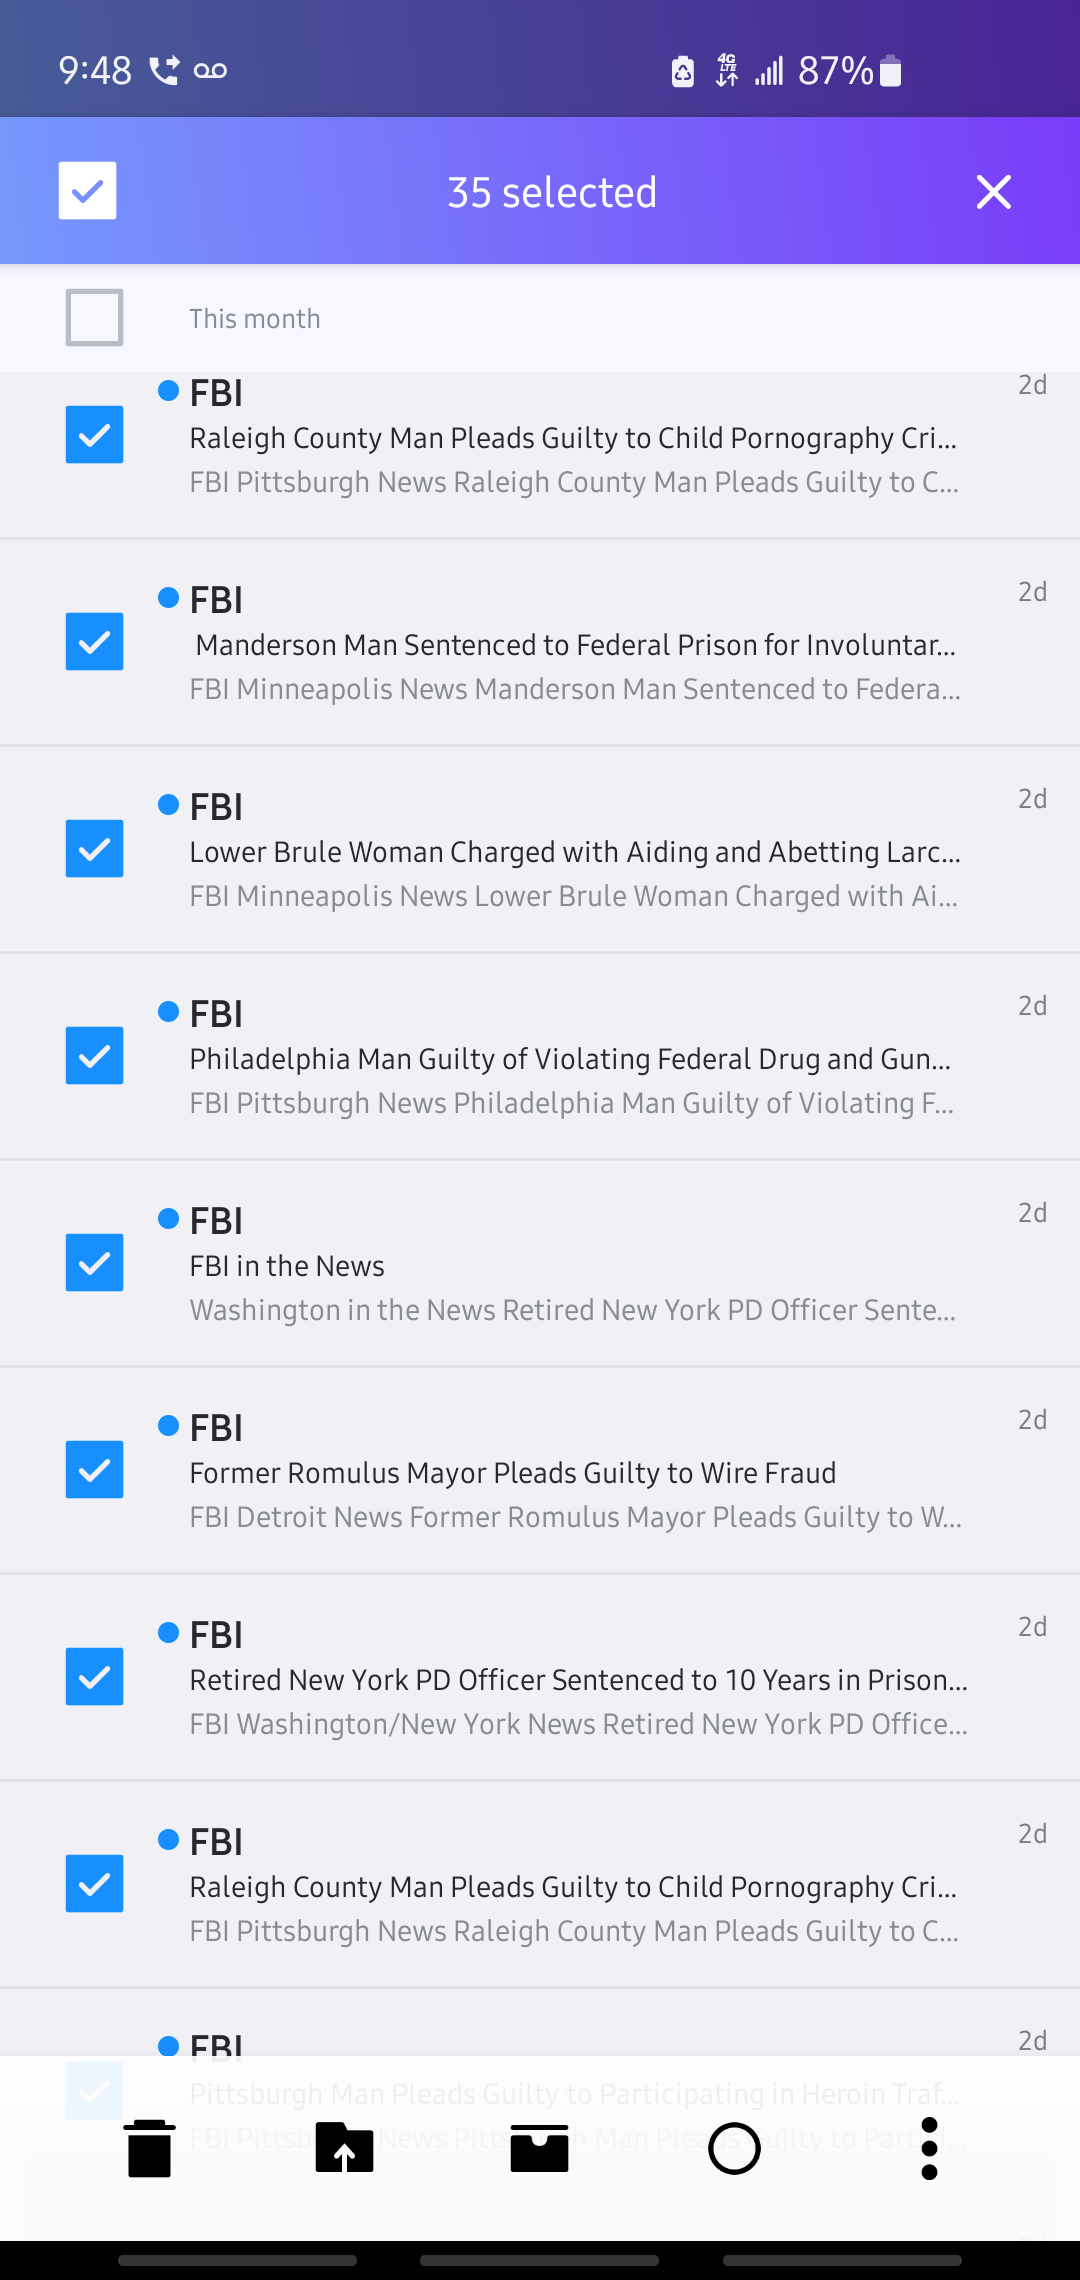 9:48 4G LTE 87%
35 selected
This month
FBI 2d
Raleigh County Man Pleads Guilty to Child Pornography Cri...
FBI Pittsburgh News Raleigh County Man Pleads Guilty to C...
FBI 2d
Manderson Man Sentenced to Federal Prison for Involuntar...
FBI Minneapolis News Manderson Man Sentenced to Federa...
FBI 2d
Lower Brule Woman Charged with Aiding and Abetting Larc...
FBI Minneapolis News Lower Brule Woman Charged with Ai...
FBI 2d
Philadelphia Man Guilty of Violating Federal Drug and Gun...
FBI Pittsburgh News Philadelphia Man Guilty of Violating F...
FBI 2d
FBI in the News
Washington in the News Retired New York PD Officer Sente...
FBI 2d
Former Romulus Mayor Pleads Guilty to Wire Fraud
FBI Detroit News Former Romulus Mayor Pleads Guilty to W...
FBI 2d
Retired New York PD Officer Sentenced to 10 Years in Prison...
FBI Washington/New York News Retired New York PD Office...
FBI 2d
Raleigh County Man Pleads Guilty to Child Pornography Cri...
FBI Pittsburgh News Raleigh County Man Pleads Guilty to C...
FBI 2d
Pittsburgh Man Pleads Guilty to Participating in Heroin Traf...
FBI News Man Pleads to